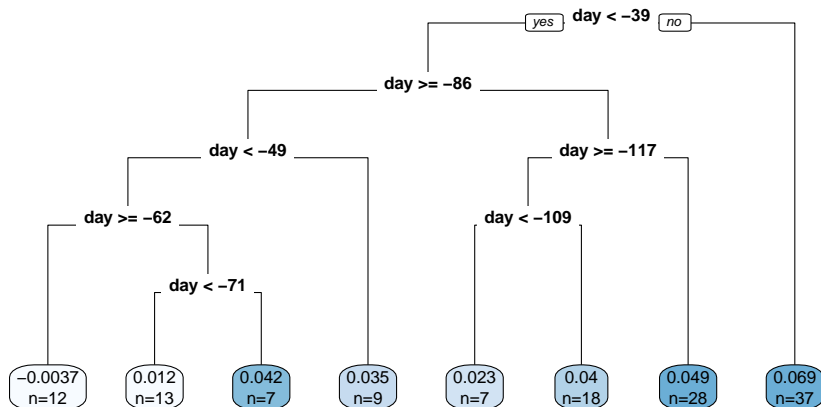 yes day < −39 no
day >= −86
day < −49 day >= −117
day >= −62 day < −109
day < −71
−0.0037 0.012 0.042 0.035 0.023 0.04 0.049 0.069
n=12 n=13 n=7 n=9 n=7 n=18 n=28 n=37